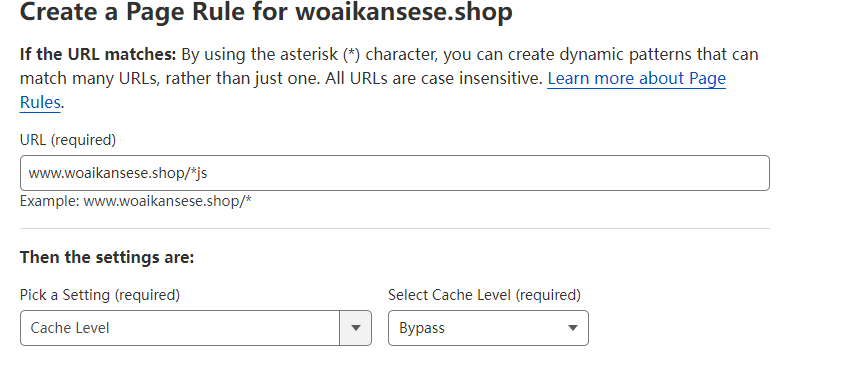 Create a Page Rule for woaikansese.shop
If the URL matches: By using the asterisk (*) character, you can create dynamic patterns that can
match many URLs, rather than just one. All URLs are case insensitive. Learn more about Page
Rules.
URL (required)
www.woaikansese.shop/*js
Example: www.woaikansese.shop/*
Then the settings are:
Pick a Setting (required) Select Cache Level (required)
Cache Level Bypass